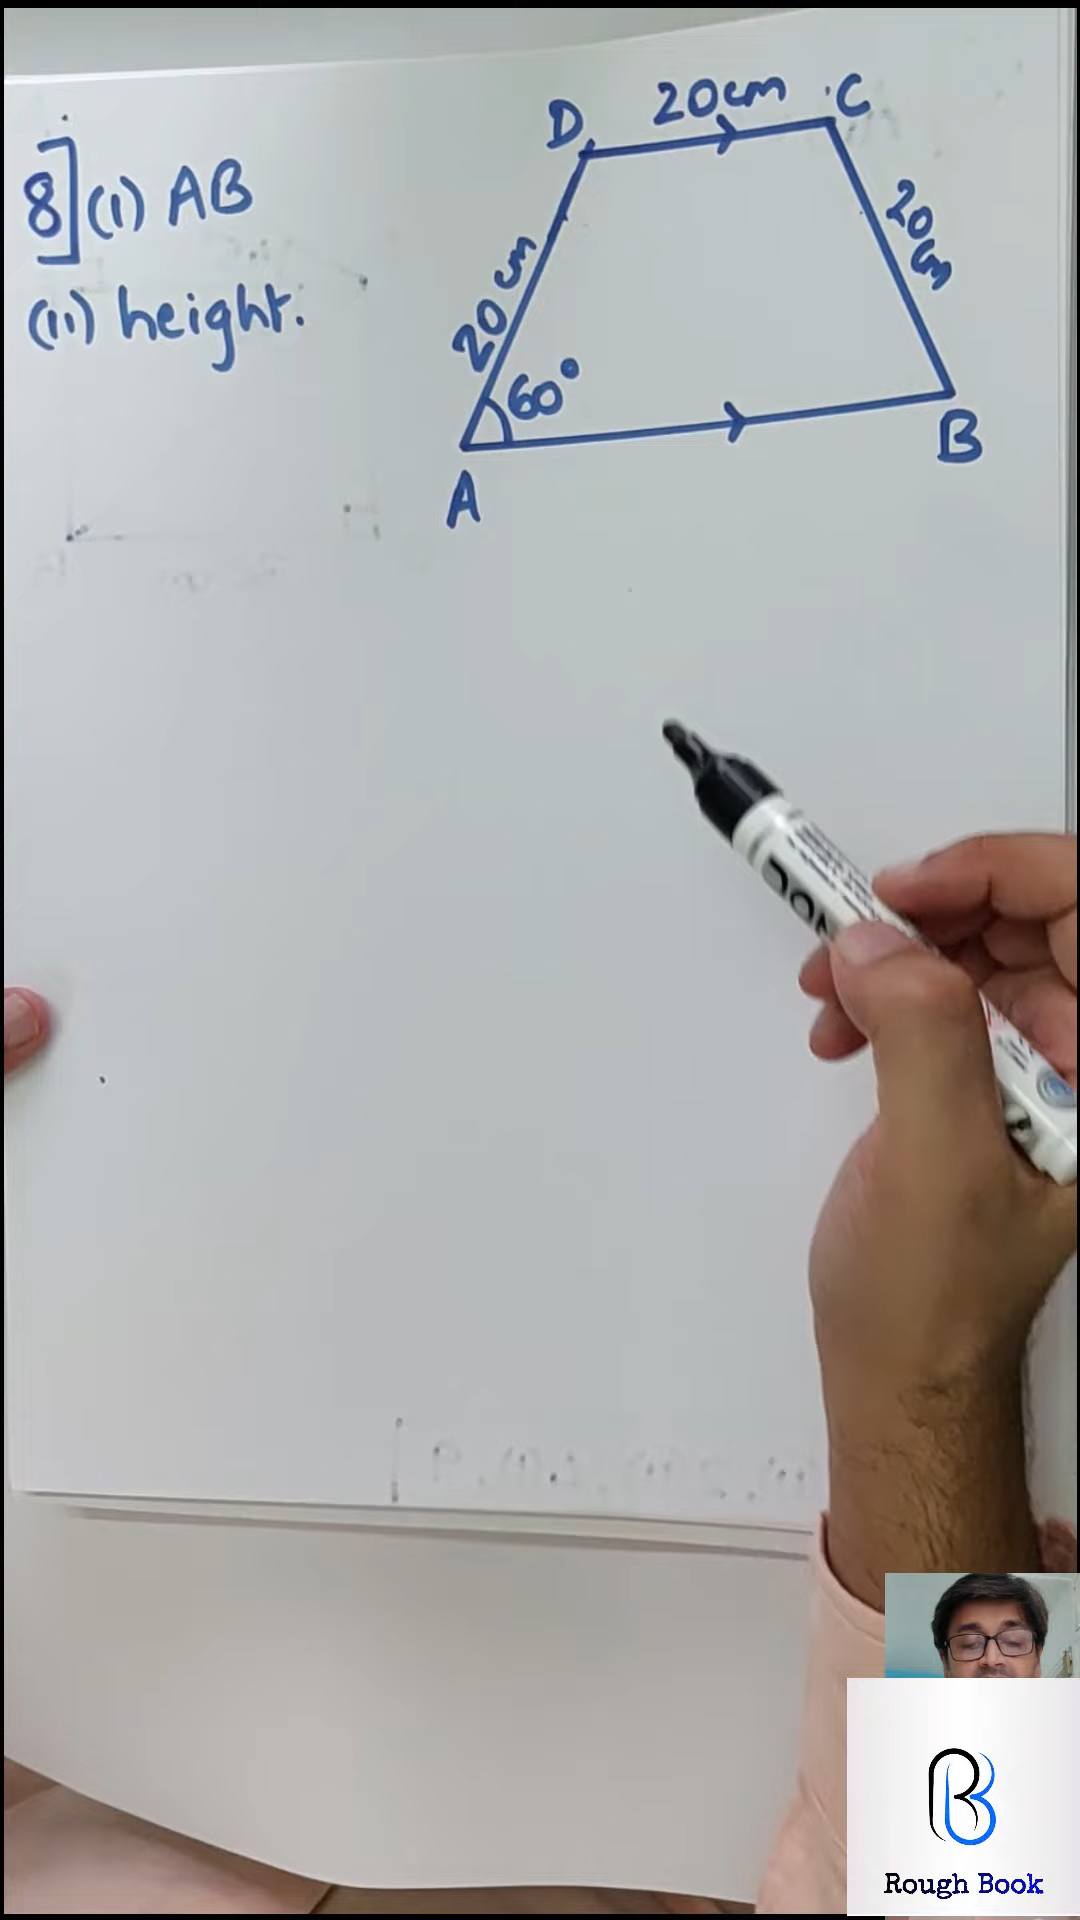 8] (i) AB
(ii) height.
D
20cm
C
20cm
20cm
60°
A
B
Rough Book